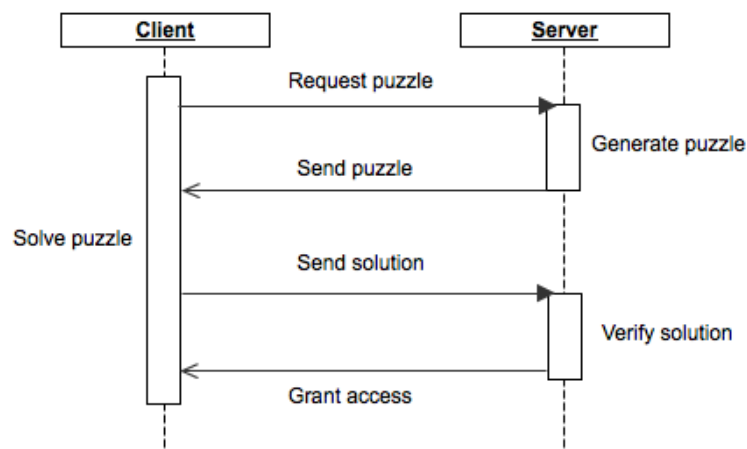 Client
Server
Request puzzle
Generate puzzle
Send puzzle
Solve puzzle
Send solution
Verify solution
Grant access